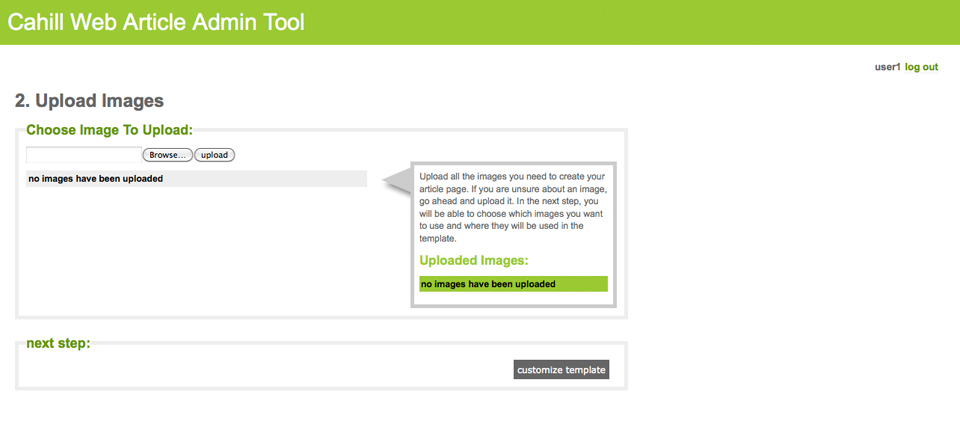 Cahill Web Article Admin Tool
user1 log out
2. Upload Images
Choose Image To Upload:
Browse... upload
no images have been uploaded
Upload all the images you need to create your
article page. If you are unsure about an image,
go ahead and upload it. In the next step, you
will be able to choose which images you want
to use and where they will be used in the
template.
Uploaded Images:
no images have been uploaded
next step:
customize template